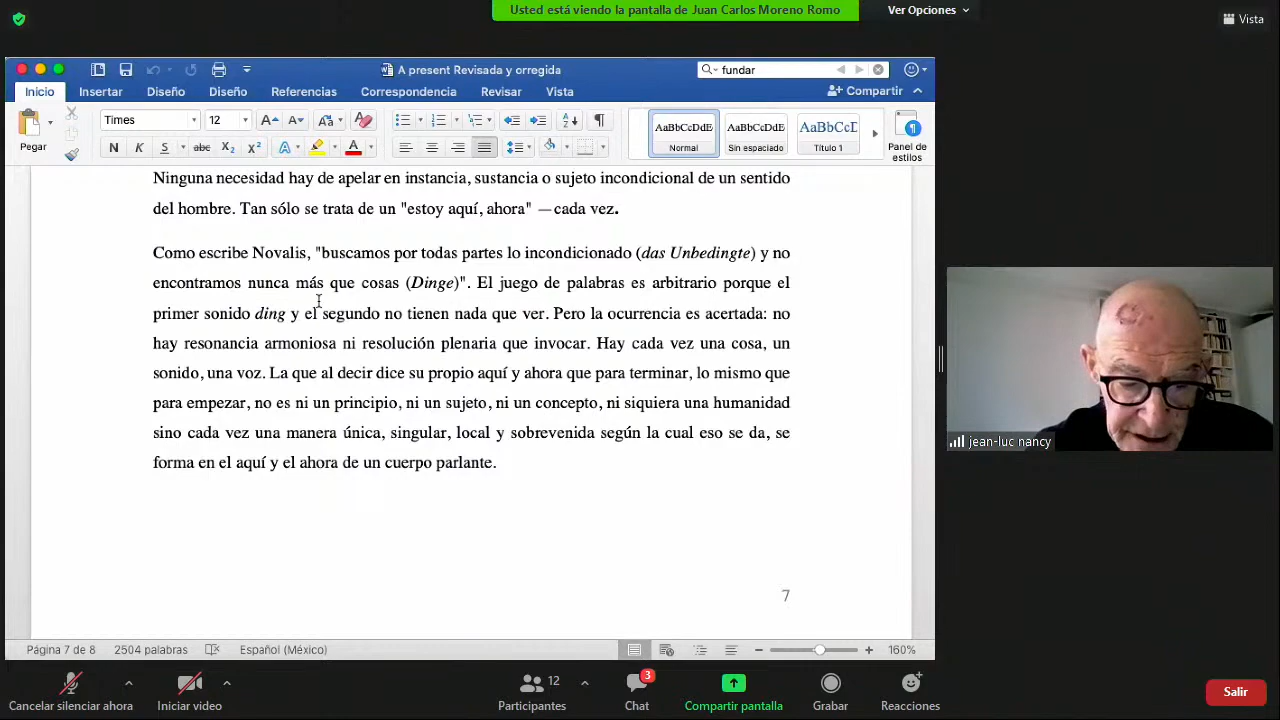 Usted está viendo la pantalla de Juan Carlos Moreno Romo
Ver Opciones
Vista
A present Revisada y orregida
fundar
Inicio
Insertar
Diseño
Diseño
Referencias
Correspondencia
Revisar
Vista
Compartir
Pegar
Times
12
N K S abc X₂ X²
AaBbCcDdE
Normal
AaBbCcDdE
Sin espaciado
AaBbCcD
Título 1
Panel de
estilos
Ninguna necesidad hay de apelar en instancia, sustancia o sujeto incondicional de un sentido
del hombre. Tan sólo se trata de un "estoy aquí, ahora" —cada vez.
Como escribe Novalis, "buscamos por todas partes lo incondicionado (das Unbedingte) y no
encontramos nunca más que cosas (Dinge)". El juego de palabras es arbitrario porque el
primer sonido ding y el segundo no tienen nada que ver. Pero la ocurrencia es acertada: no
hay resonancia armoniosa ni resolución plenaria que invocar. Hay cada vez una cosa, un
sonido, una voz. La que al decir dice su propio aquí y ahora que para terminar, lo mismo que
para empezar, no es ni un principio, ni un sujeto, ni un concepto, ni siquiera una humanidad
sino cada vez una manera única, singular, local y sobrevenida según la cual eso se da, se
forma en el aquí y el ahora de un cuerpo parlante.
7
jean-luc nancy
Página 7 de 8
2504 palabras
Español (México)
160%
Cancelar silenciar ahora
Iniciar video
12
Participantes
3
Chat
Compartir pantalla
Grabar
Reacciones
Salir